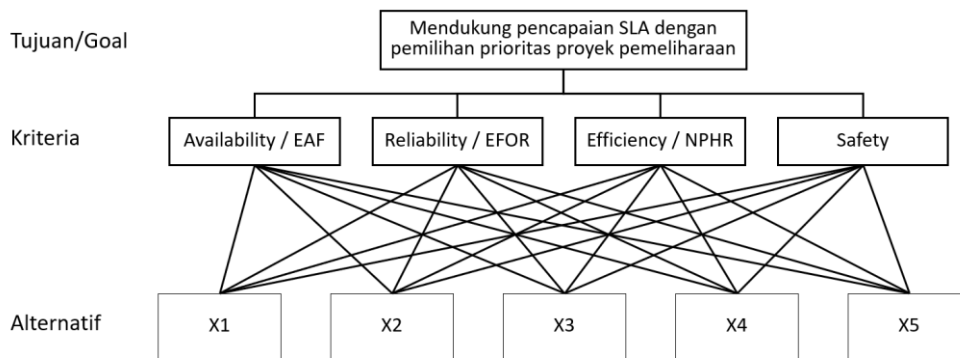 Tujuan/Goal
Mendukung pencapaian SLA dengan
pemilihan prioritas proyek pemeliharaan
Kriteria
Availability / EAF
Reliability / EFOR
Efficiency / NPHR
Safety
Alternatif
X1
X2
X3
X4
X5